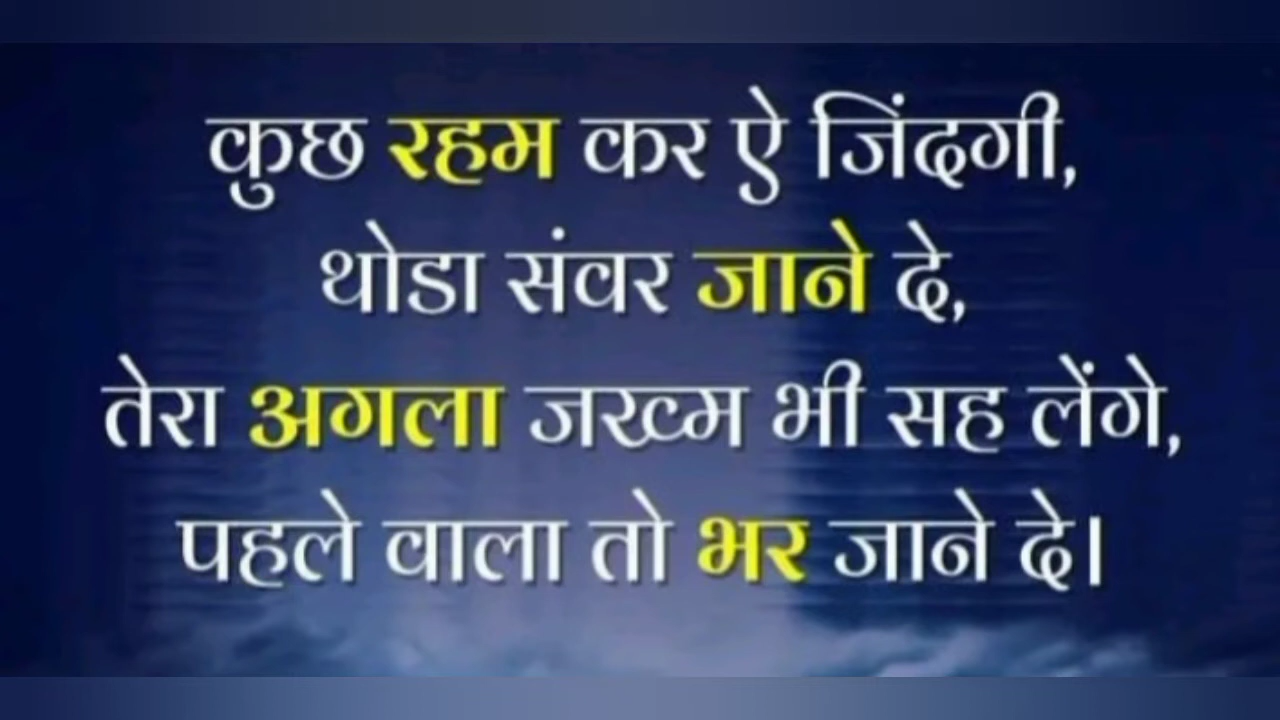 कुछ रहम कर ऐ जिंदगी,
थोडा संवर जाने दे,
तेरा अगला जख्म भी सह लेंगे,
पहले वाला तो भर जाने दे।